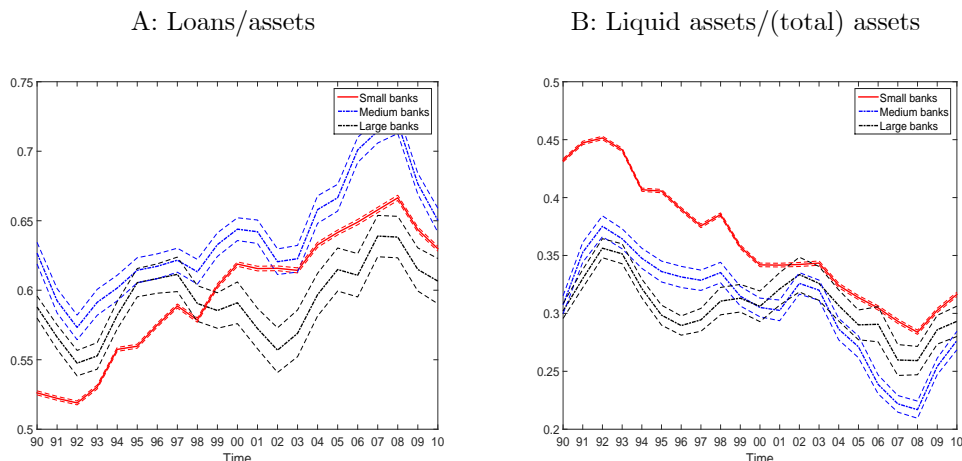 A: Loans/assets
0.75
0.7
0.65
0.6
0.55
0.5
90 91 92 93 94 95 96 97 98 99 00 01 02 03 04 05 06 07 08 09 10
Time
Small banks
Medium banks
Large banks
B: Liquid assets/(total) assets
0.5
0.45
0.4
0.35
0.3
0.25
0.2
90 91 92 93 94 95 96 97 98 99 00 01 02 03 04 05 06 07 08 09 10
Time
Small banks
Medium banks
Large banks